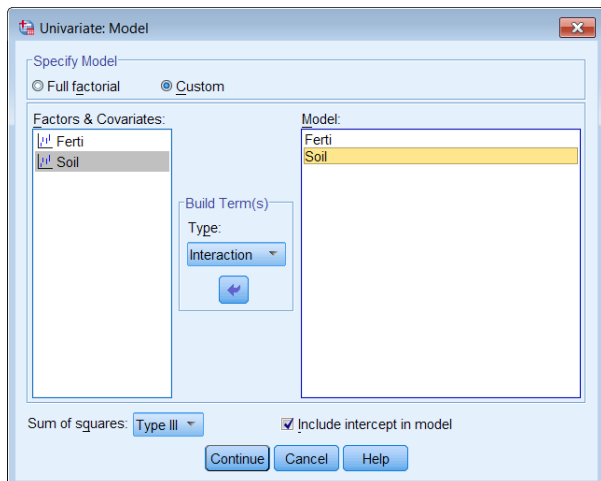 Univariate: Model
Specify Model
Full factorial
Custom
Factors & Covariates:
Ferti
Soil
Build Term(s)
Type:
Interaction
Model:
Ferti
Soil
Sum of squares:
Type III
Include intercept in model
Continue
Cancel
Help